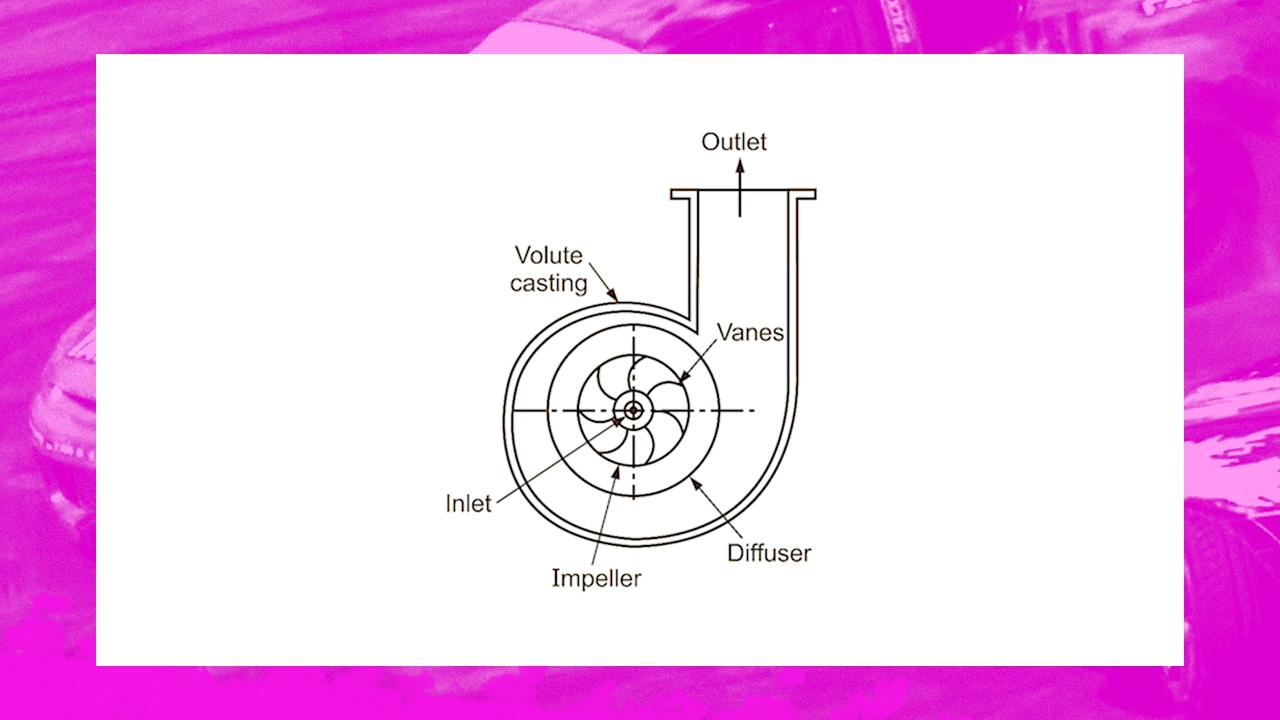 Outlet
Volute
casting
Vanes
Inlet
Diffuser
Impeller